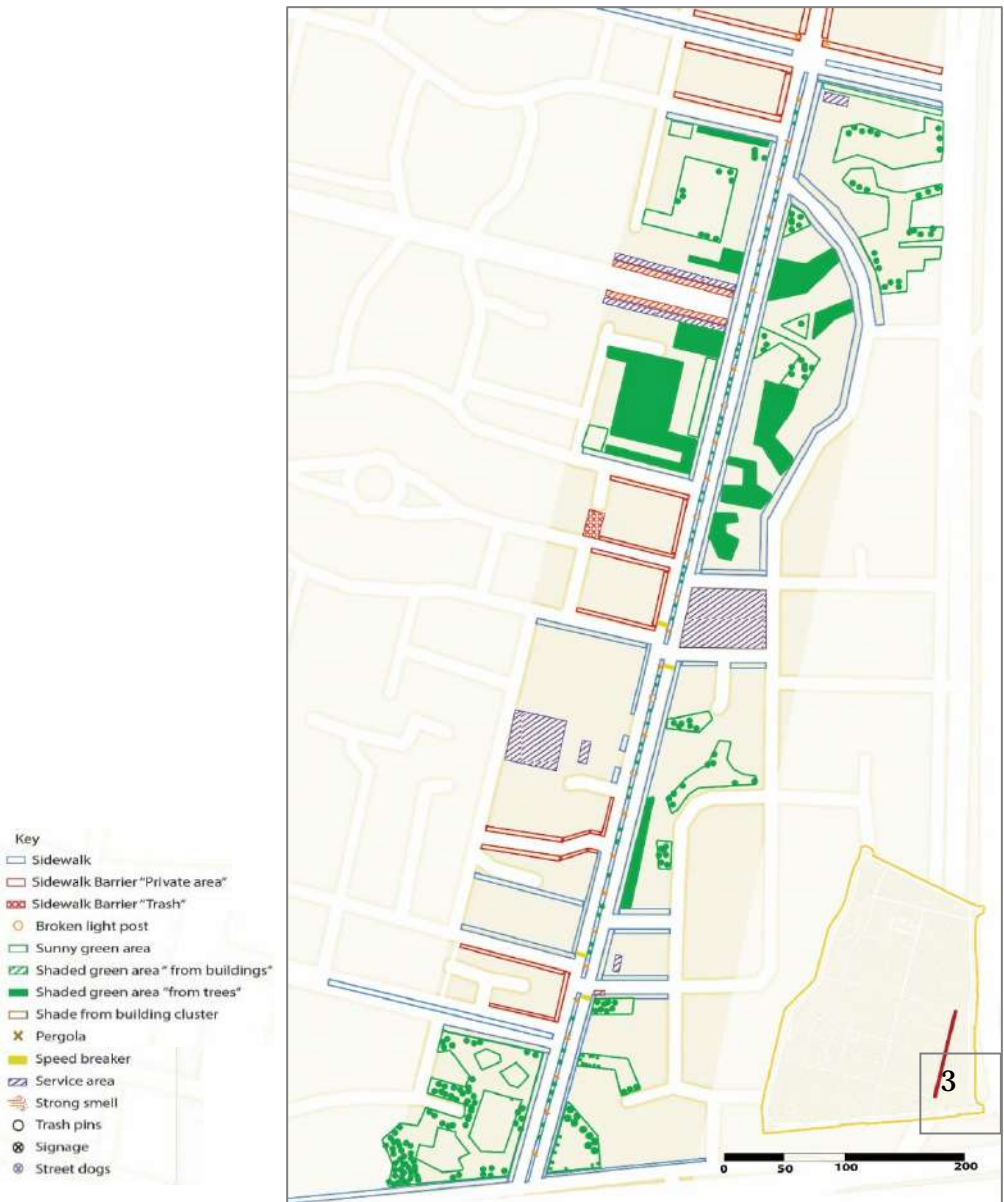 Key
Sidewalk
Sidewalk Barrier "Private area"
Sidewalk Barrier "Trash"
Broken light post
Sunny green area
Shaded green area " from buildings"
Shaded green area "from trees"
Shade from building cluster
Pergola
Speed breaker
Service area
Strong smell
Trash pins
Signage
Street dogs
3
0 50 100 200